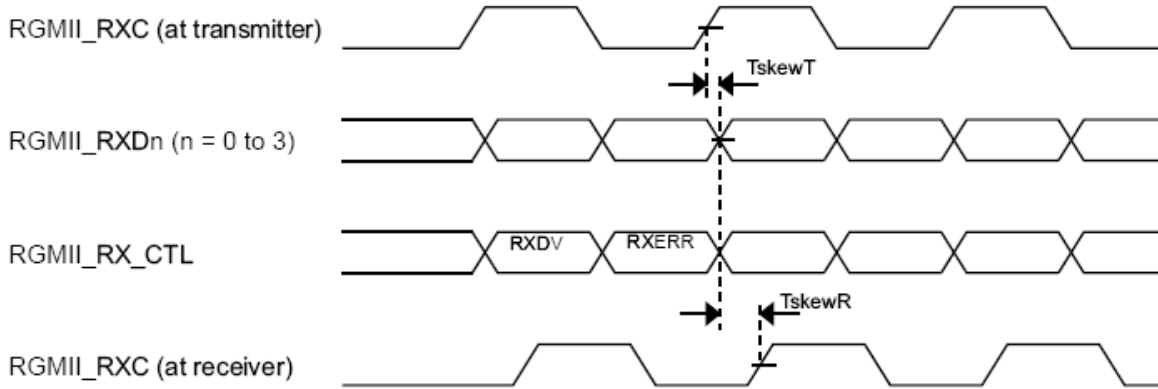 RGMII_RXC (at transmitter)
TskewT
RGMII_RXDn (n = 0 to 3)
RGMII_RX_CTL
RXDV
RXERR
TskewR
RGMII_RXC (at receiver)